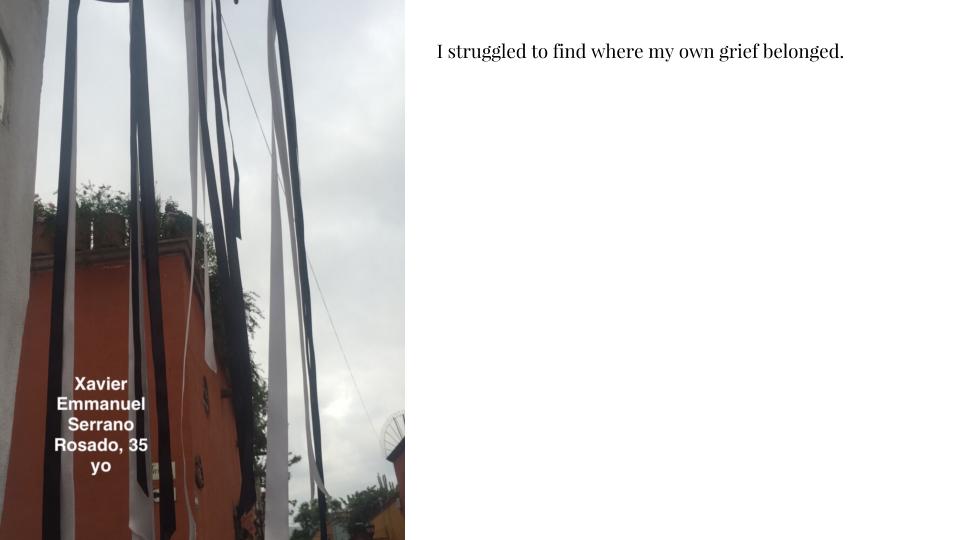 Xavier
Emmanuel
Serrano
Rosado, 35
yo
I struggled to find where my own grief belonged.